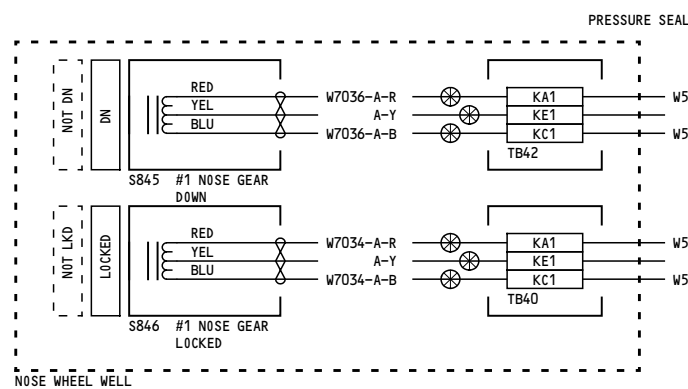 PRESSURE SEAL
NOT DN
DN
RED
YEL
BLU
W7036-A-R
A-Y
W7036-A-B
KA1
KE1
KC1
TB42
W5
W5
S845 #1 NOSE GEAR
DOWN
NOT LKD
LOCKED
RED
YEL
BLU
W7034-A-R
A-Y
W7034-A-B
KA1
KE1
KC1
TB40
W5
W5
S846 #1 NOSE GEAR
LOCKED
NOSE WHEEL WELL